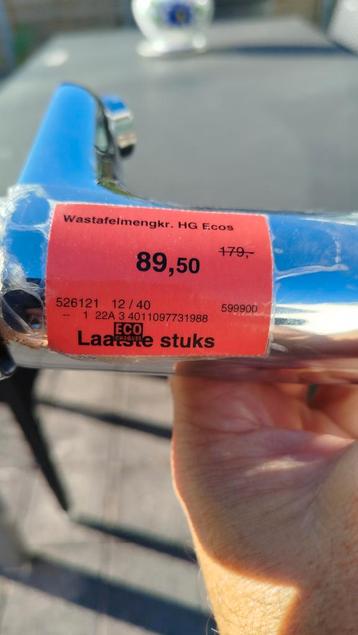 Wastafelmengkr. HG Ecos
179,-
89,50
526121 12 / 40 599900
-- 1 22A 3 4011097731988
ECO
Laatste stuks